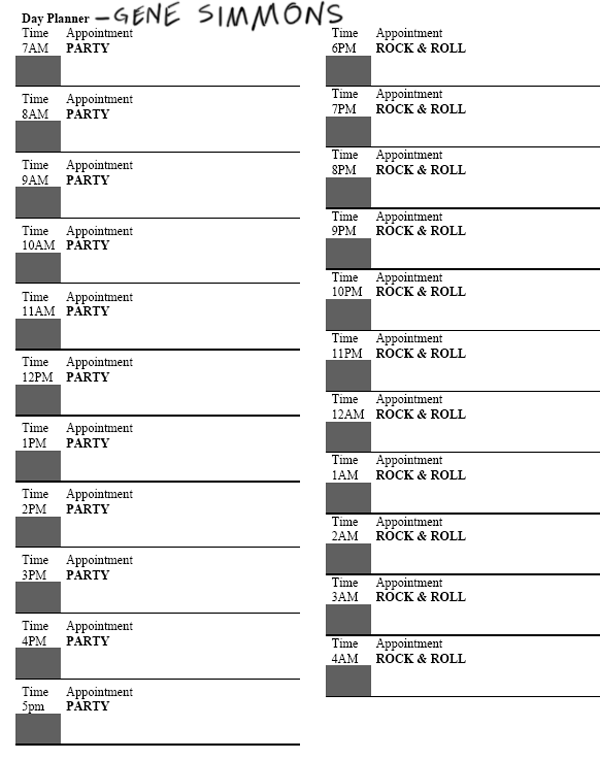 Day Planner – GENE SIMMONS
Time Appointment
7AM PARTY
Time Appointment
8AM PARTY
Time Appointment
9AM PARTY
Time Appointment
10AM PARTY
Time Appointment
11AM PARTY
Time Appointment
12PM PARTY
Time Appointment
1PM PARTY
Time Appointment
2PM PARTY
Time Appointment
3PM PARTY
Time Appointment
4PM PARTY
Time Appointment
5pm PARTY
Time Appointment
6PM ROCK & ROLL
Time Appointment
7PM ROCK & ROLL
Time Appointment
8PM ROCK & ROLL
Time Appointment
9PM ROCK & ROLL
Time Appointment
10PM ROCK & ROLL
Time Appointment
11PM ROCK & ROLL
Time Appointment
12AM ROCK & ROLL
Time Appointment
1AM ROCK & ROLL
Time Appointment
2AM ROCK & ROLL
Time Appointment
3AM ROCK & ROLL
Time Appointment
4AM ROCK & ROLL